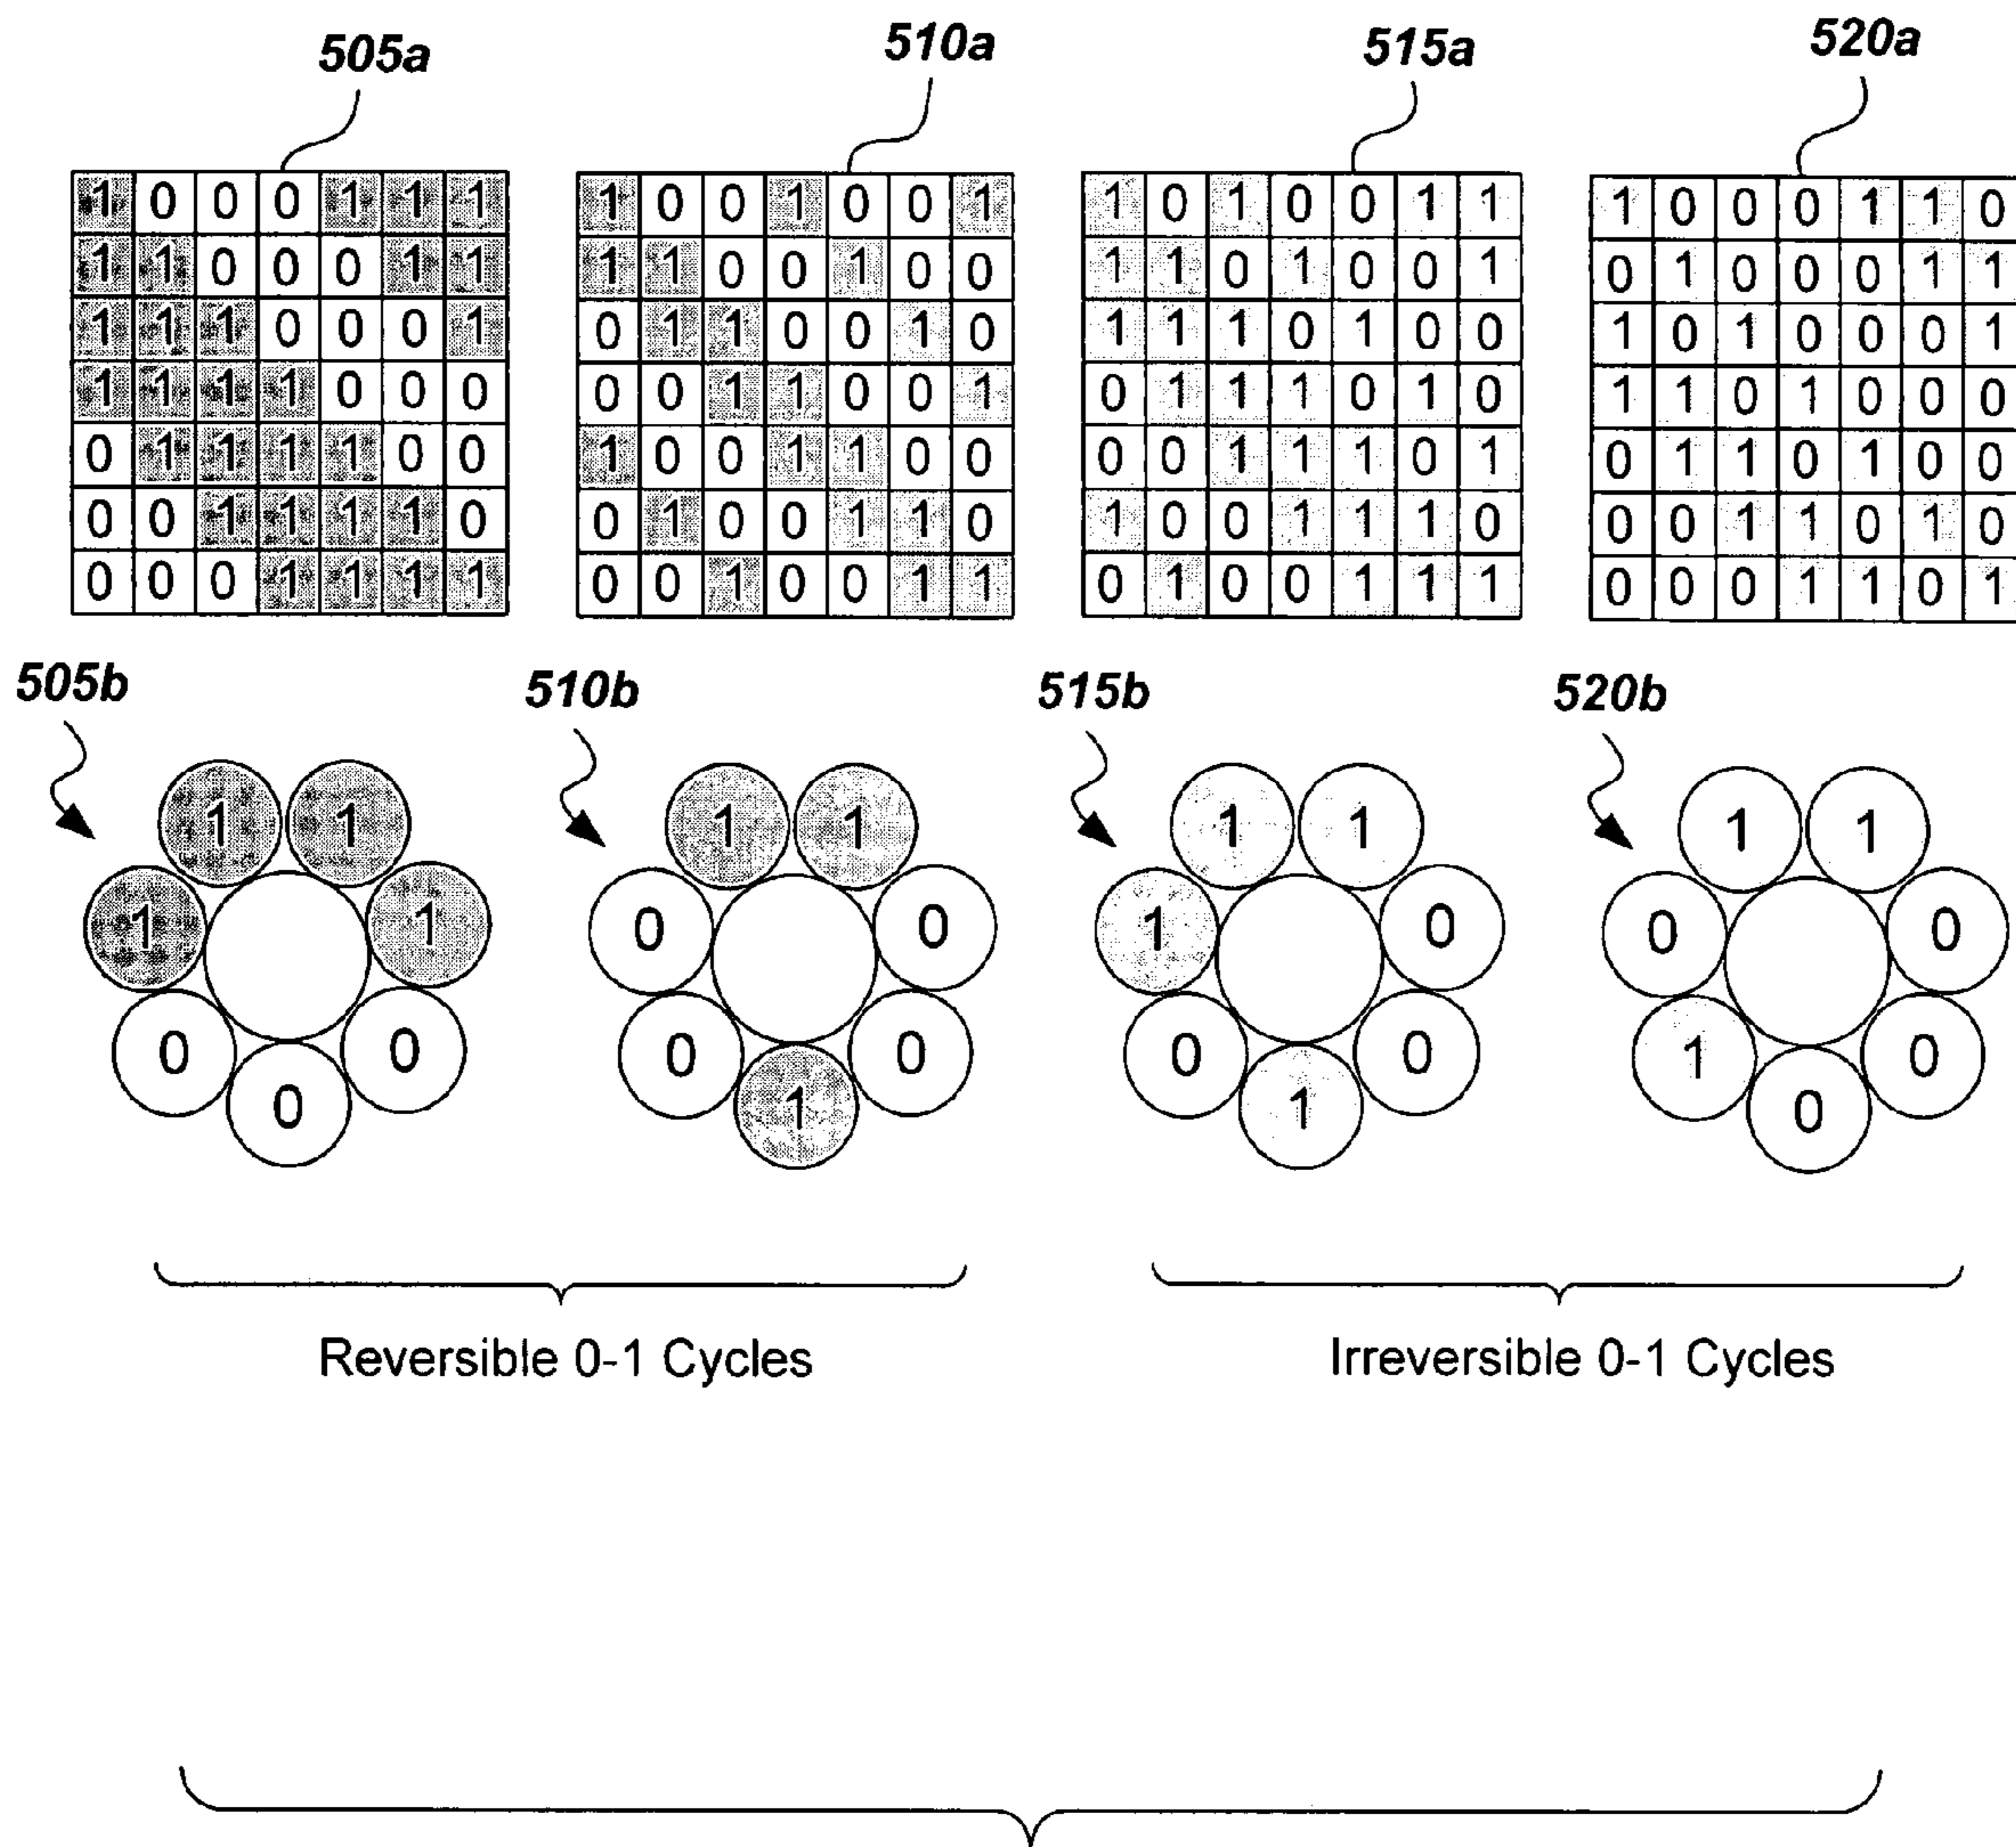 505a 510a 515a 520a
1 0 0 0 1 1 1
1 1 0 0 0 1 1
1 1 1 0 0 0 1
1 1 1 1 0 0 0
0 1 1 1 1 0 0
0 0 1 1 1 1 0
0 0 0 1 1 1 1
1 0 0 1 0 0 1
1 1 0 0 1 0 0
0 1 1 0 0 1 0
0 0 1 1 0 0 1
1 0 0 1 1 0 0
0 1 0 0 1 1 0
0 0 1 0 0 1 1
1 0 1 0 0 1 1
1 1 0 1 0 0 1
1 1 1 0 1 0 0
0 1 1 1 0 1 0
0 0 1 1 1 0 1
1 0 0 1 1 1 0
0 1 0 0 1 1 1
1 0 0 0 1 1 0
0 1 0 0 0 1 1
1 0 1 0 0 0 1
1 1 0 1 0 0 0
0 1 1 0 1 0 0
0 0 1 1 0 1 0
0 0 0 1 1 0 1
505b 510b 515b 520b
1 1
1 1
0 0
0
1 1
0 0
0 0
1
1 1
1 0
0 0
1
1 1
0 0
1 0
0
Reversible 0-1 Cycles
Irreversible 0-1 Cycles